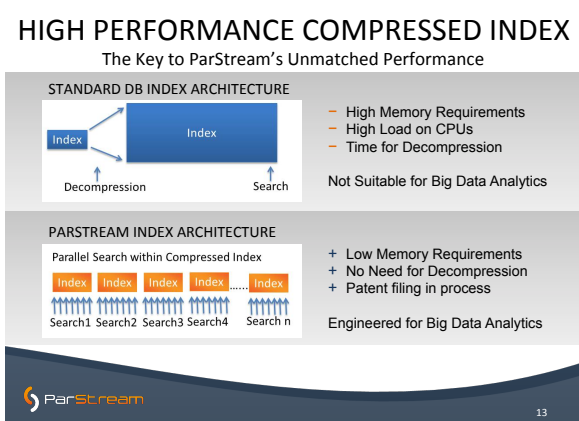 HIGH PERFORMANCE COMPRESSED INDEX
The Key to ParStream's Unmatched Performance
STANDARD DB INDEX ARCHITECTURE
Index
Index
Decompression
Search
− High Memory Requirements
− High Load on CPUs
− Time for Decompression
Not Suitable for Big Data Analytics
PARSTREAM INDEX ARCHITECTURE
Parallel Search within Compressed Index
Index Index Index Index ...... Index
Search1 Search2 Search3 Search4 Search n
+ Low Memory Requirements
+ No Need for Decompression
+ Patent filing in process
Engineered for Big Data Analytics
ParStream
13